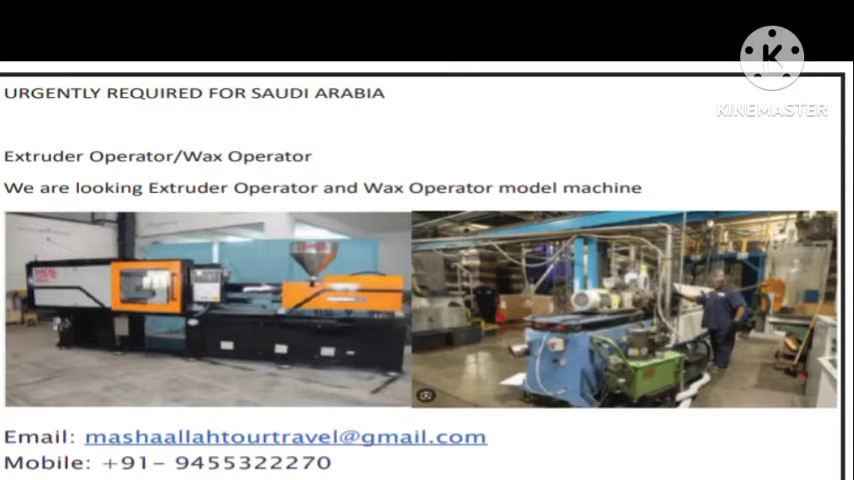 KINEMASTER
URGENTLY REQUIRED FOR SAUDI ARABIA
Extruder Operator/Wax Operator
We are looking Extruder Operator and Wax Operator model machine
Email: mashaallahtourtravel@gmail.com
Mobile: +91– 9455322270